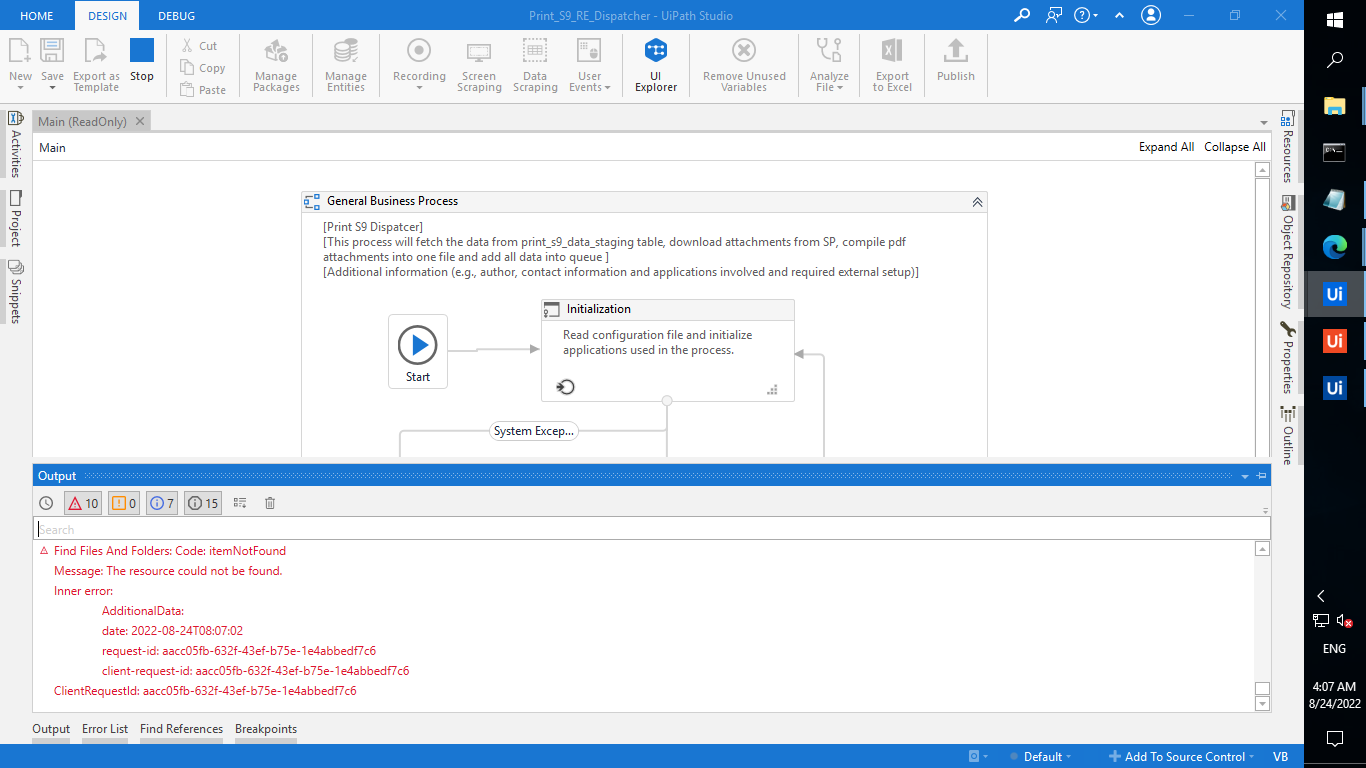 HOME DESIGN DEBUG Print_S9_RE_Dispatcher - UiPath Studio
New Save Export as Template Stop Cut Copy Paste Manage Packages Manage Entities Recording Screen Scraping Data Scraping User Events UI Explorer Remove Unused Variables Analyze File Export to Excel Publish
Main (ReadOnly)
Main Expand All Collapse All
Activities
Project
Snippets
General Business Process
[Print S9 Dispatcer]
[This process will fetch the data from print_s9_data_staging table, download attachments from SP, compile pdf
attachments into one file and add all data into queue ]
[Additional information (e.g., author, contact information and applications involved and required external setup)]
Start
Initialization
Read configuration file and initialize
applications used in the process.
System Excep...
Resources
Object Repository
Properties
Outline
Output
10 0 7 15
Search
Find Files And Folders: Code: itemNotFound
Message: The resource could not be found.
Inner error:
AdditionalData:
date: 2022-08-24T08:07:02
request-id: aacc05fb-632f-43ef-b75e-1e4abbedf7c6
client-request-id: aacc05fb-632f-43ef-b75e-1e4abbedf7c6
ClientRequestId: aacc05fb-632f-43ef-b75e-1e4abbedf7c6
Output Error List Find References Breakpoints
Default Add To Source Control VB
Ui
Ui
Ui
ENG
4:07 AM
8/24/2022